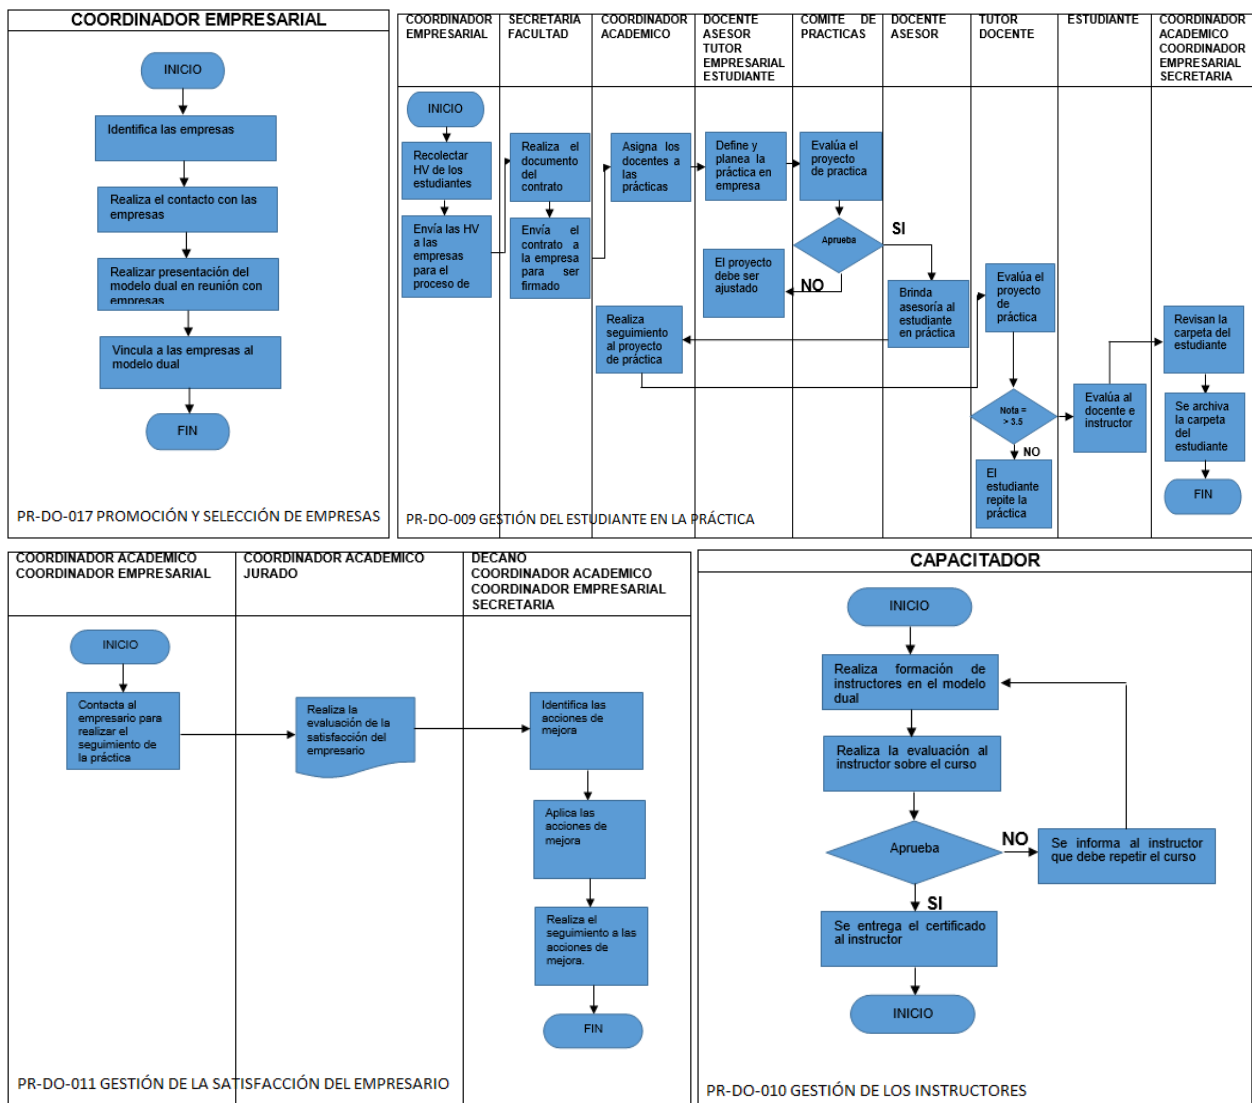 COORDINADOR EMPRESARIAL
INICIO
Identifica las empresas
Realiza el contacto con las
empresas
Realizar presentación del
modelo dual en reunión con
empresas
Vincula a las empresas al
modelo dual
FIN
PR-DO-017 PROMOCIÓN Y SELECCIÓN DE EMPRESAS
COORDINADOR
EMPRESARIAL
SECRETARIA
FACULTAD
COORDINADOR
ACADEMICO
DOCENTE
ASESOR
TUTOR
EMPRESARIAL
ESTUDIANTE
COMITE DE
PRACTICAS
DOCENTE
ASESOR
TUTOR
DOCENTE
ESTUDIANTE
COORDINADOR
ACADEMICO
COORDINADOR
EMPRESARIAL
SECRETARIA
INICIO
Recolectar
HV de los
estudiantes
Envía las HV
a las
empresas
para el
proceso de
Realiza el
documento
del
contrato
Envía el
contrato a
la empresa
para ser
firmado
Asigna los
docentes a
las
prácticas
Define y
planea la
práctica en
empresa
Evalúa el
proyecto
de practica
Aprueba
SI
NO
El proyecto
debe ser
ajustado
Brinda
asesoría al
estudiante
en práctica
Realiza
seguimiento
al proyecto
de práctica
Evalúa el
proyecto
de
práctica
Nota =
> 3.5
NO
El
estudiante
repite la
práctica
Evalúa al
docente e
instructor
Revisan la
carpeta del
estudiante
Se archiva
la carpeta
del
estudiante
FIN
PR-DO-009 GESTIÓN DEL ESTUDIANTE EN LA PRÁCTICA
COORDINADOR ACADEMICO
COORDINADOR EMPRESARIAL
COORDINADOR ACADEMICO
JURADO
DECANO
COORDINADOR ACADEMICO
COORDINADOR EMPRESARIAL
SECRETARIA
INICIO
Contacta al
empresario para
realizar el
seguimiento de
la práctica
Realiza la
evaluación de la
satisfacción del
empresario
Identifica las
acciones de
mejora
Aplica las
acciones de
mejora
Realiza el
seguimiento a las
acciones de
mejora.
FIN
PR-DO-011 GESTIÓN DE LA SATISFACCIÓN DEL EMPRESARIO
CAPACITADOR
INICIO
Realiza formación de
instructores en el modelo
dual
Realiza la evaluación al
instructor sobre el curso
Aprueba
NO
Se informa al instructor
que debe repetir el curso
SI
Se entrega el certificado
al instructor
INICIO
PR-DO-010 GESTIÓN DE LOS INSTRUCTORES